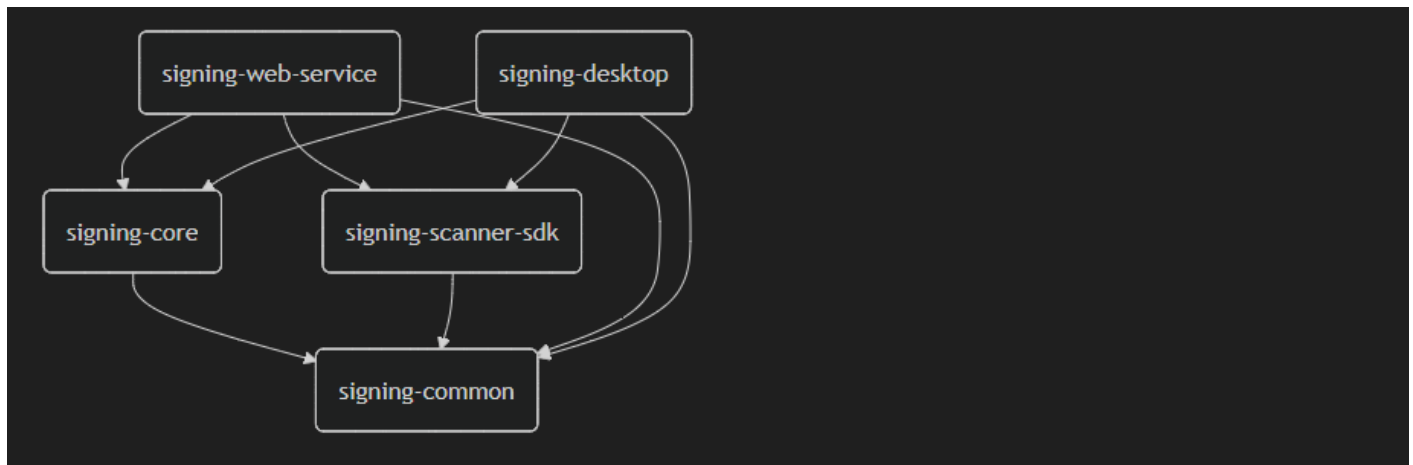 signing-web-service
signing-desktop
signing-core
signing-scanner-sdk
signing-common